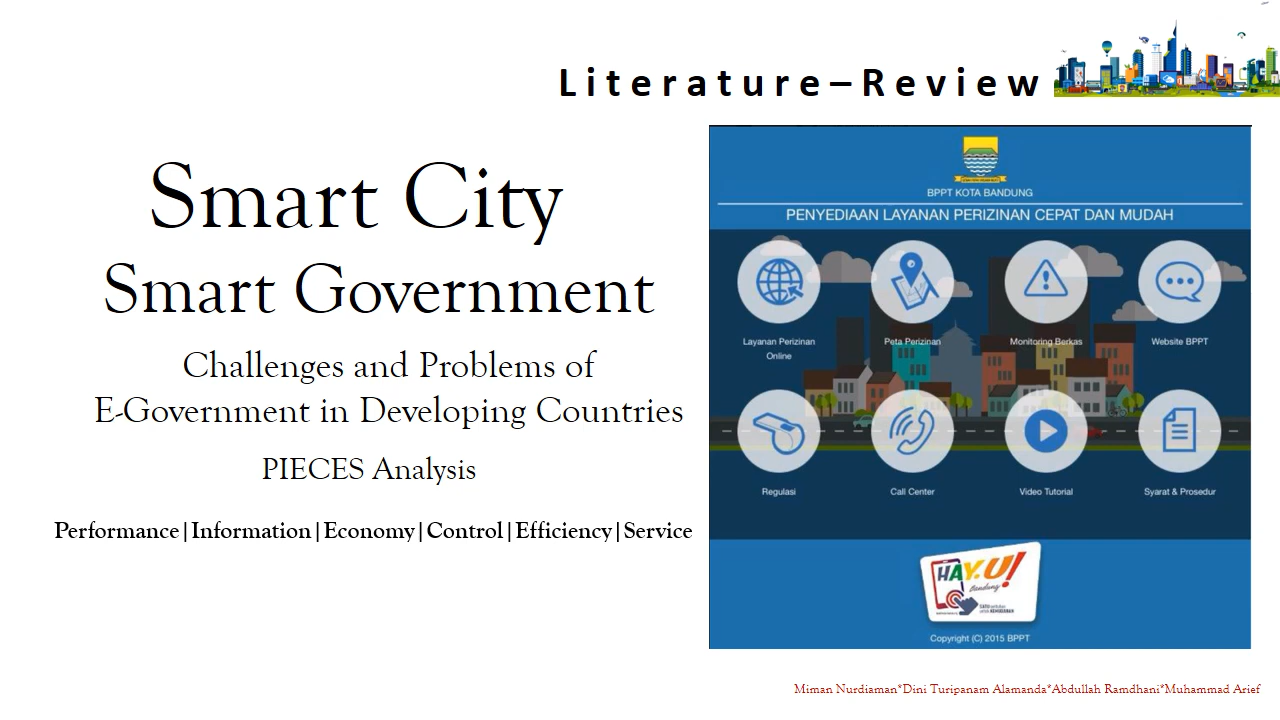 Literature–Review
Smart City
Smart Government
Challenges and Problems of
E-Government in Developing Countries
PIECES Analysis
Performance|Information|Economy|Control|Efficiency|Service
BPPT KOTA BANDUNG
PENYEDIAAN LAYANAN PERIZINAN CEPAT DAN MUDAH
Layanan Perizinan
Online
Peta Perizinan
Monitoring Berkas
Website BPPT
Regulasi
Call Center
Video Tutorial
Syarat & Prosedur
HAY.U!
Bandung
Copyright (C) 2015 BPPT
Miman Nurdiaman*Dini Turipanam Alamanda*Abdullah Ramdhani*Muhammad Arief